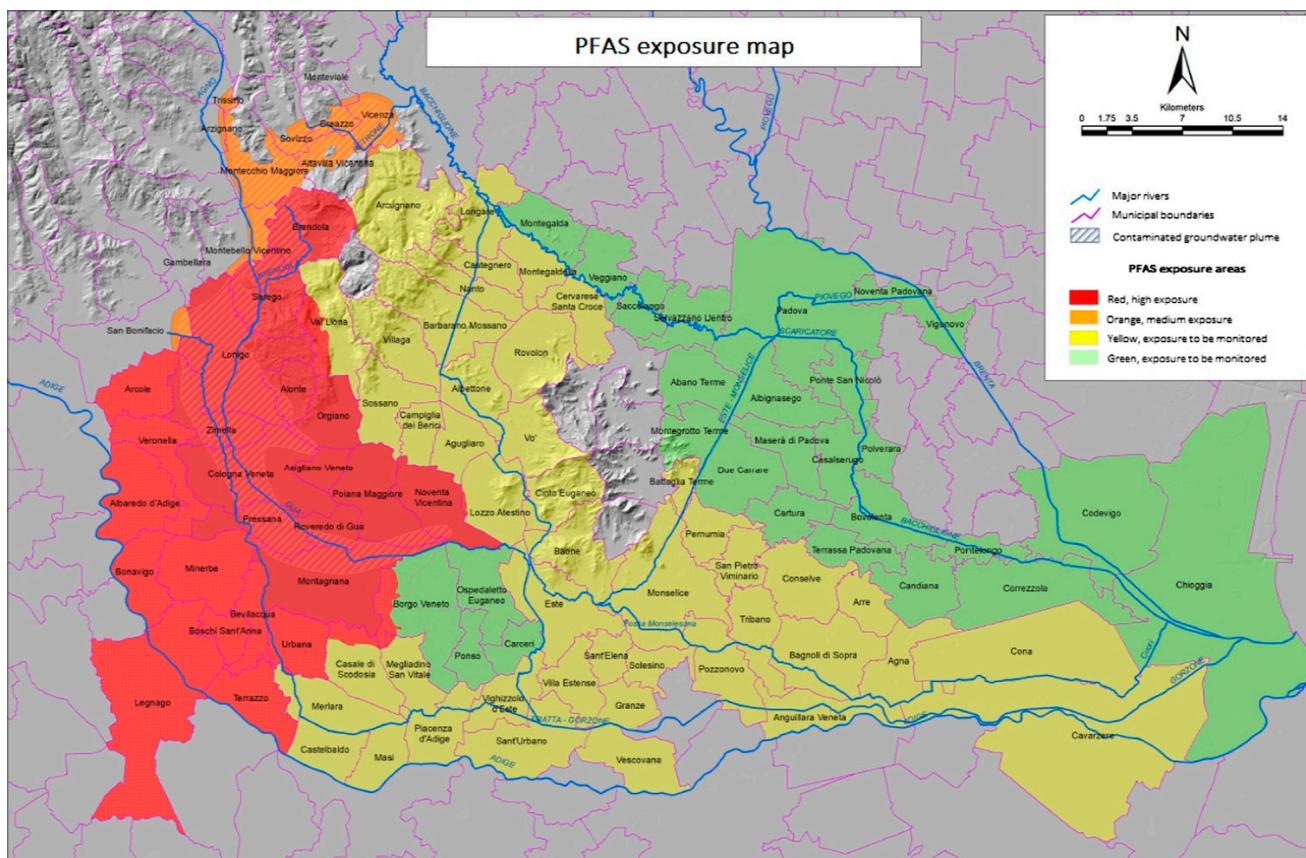 PFAS exposure map
N
Kilometers
0 1.75 3.5 7 10.5 14
Major rivers
Municipal boundaries
Contaminated groundwater plume
PFAS exposure areas
Red, high exposure
Orange, medium exposure
Yellow, exposure to be monitored
Green, exposure to be monitored
Monteviale
AGNO
Trissino
BACCHIGLIONE
PIOVEGO
Creazzo
Vicenza
Arzignano
Sovizzo
Altavilla Vicentina
Montecchio Maggiore
Arcugnano
Longare
Montegalda
Brendola
Montebello Vicentino
Gambellara
Castegnero
Montegaldella
Veggiano
Nanto
Cervarese
Santa Croce
Saccolongo
Sarego
PIOVEGO
Noventa Padovana
Padova
Vigonovo
San Bonifacio
Barbarano Mossano
Villaga
SCARICATORE
Rovolon
Lonigo
BRENTA
ADIGE
Arcole
Alonte
Albettone
Abano Terme
Ponte San Nicolò
Albignasego
ESTE - MONSELICE
Orgiano
Sossano
Campiglia
dei Berici
Zimella
Veronella
Agugliaro
Vo'
Montegrotto Terme
Maserà di Padova
Casalserugo
Polverara
Cologna Veneta
Asigliano Veneto
Due Carrare
Battaglia Terme
Albaredo d'Adige
Poiana Maggiore
Noventa
Vicentina
Cinto Euganeo
Lozzo Atestino
Cartura
Bovolenta
Codevigo
Pressana
GUA
Roveredo di Guà
BACCHIGLIONE
Pernumia
Terrassa Padovana
Pontelongo
Baone
Bonavigo
Minerbe
Montagnana
San Pietro
Viminario
Conselve
Candiana
Correzzola
Chioggia
Ospedaletto
Euganeo
Borgo Veneto
Este
Monselice
Arre
Bevilacqua
Boschi Sant'Anna
Urbana
Carceri
Fossa Monselesana
Tribano
Ponso
Sant'Elena
Solesino
Bagnoli di Sopra
Agna
Cona
Casale di
Scodosia
Megliadino
San Vitale
Pozzonovo
GORZONE
Villa Estense
Legnago
Terrazzo
Merlara
Vighizzolo
d'Este
Granze
Anguillara Veneta
ADIGE
FRATTA - GORZONE
Piacenza
d'Adige
Sant'Urbano
Cavarzere
Castelbaldo
Masi
ADIGE
Vescovana